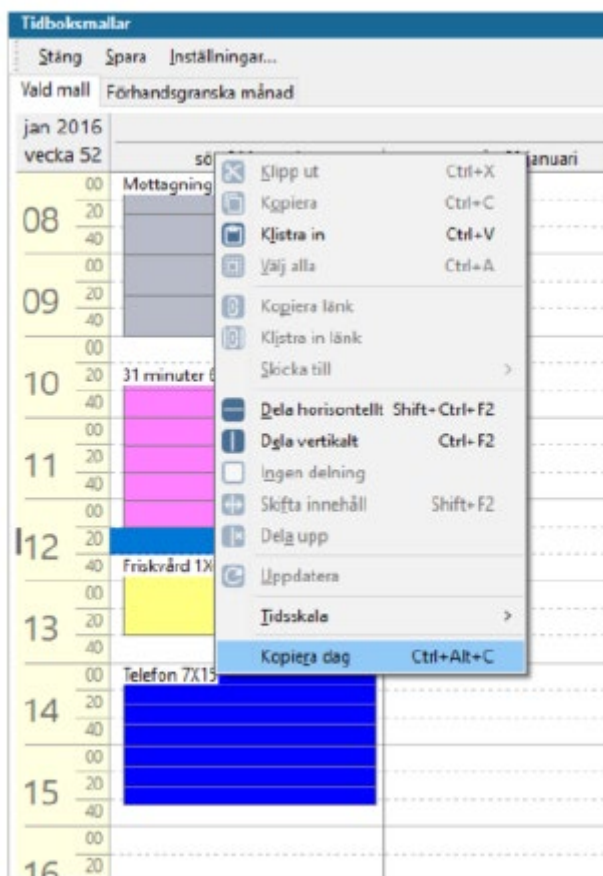 Tidboksmallar
Stäng Spara Inställningar...
Vald mall Förhandsgranska månad
jan 2016
vecka 52
januari
00 Mottagning
08 20
40
00
09 20
40
00
10 20 31 minuter
40
00
11 20
40
00
12 20
40 Friskvård 1X
00
13 20
40
00 Telefon 7X15
14 20
40
00
15 20
40
00
16 20
Klipp ut Ctrl+X
Kopiera Ctrl+C
Klistra in Ctrl+V
Välj alla Ctrl+A
Kopiera länk
Klistra in länk
Skicka till
Dela horisontellt Shift+Ctrl+F2
Dela vertikalt Ctrl+F2
Ingen delning
Skifta innehåll Shift+F2
Dela upp
Uppdatera
Tidsskala
Kopiera dag Ctrl+Alt+C